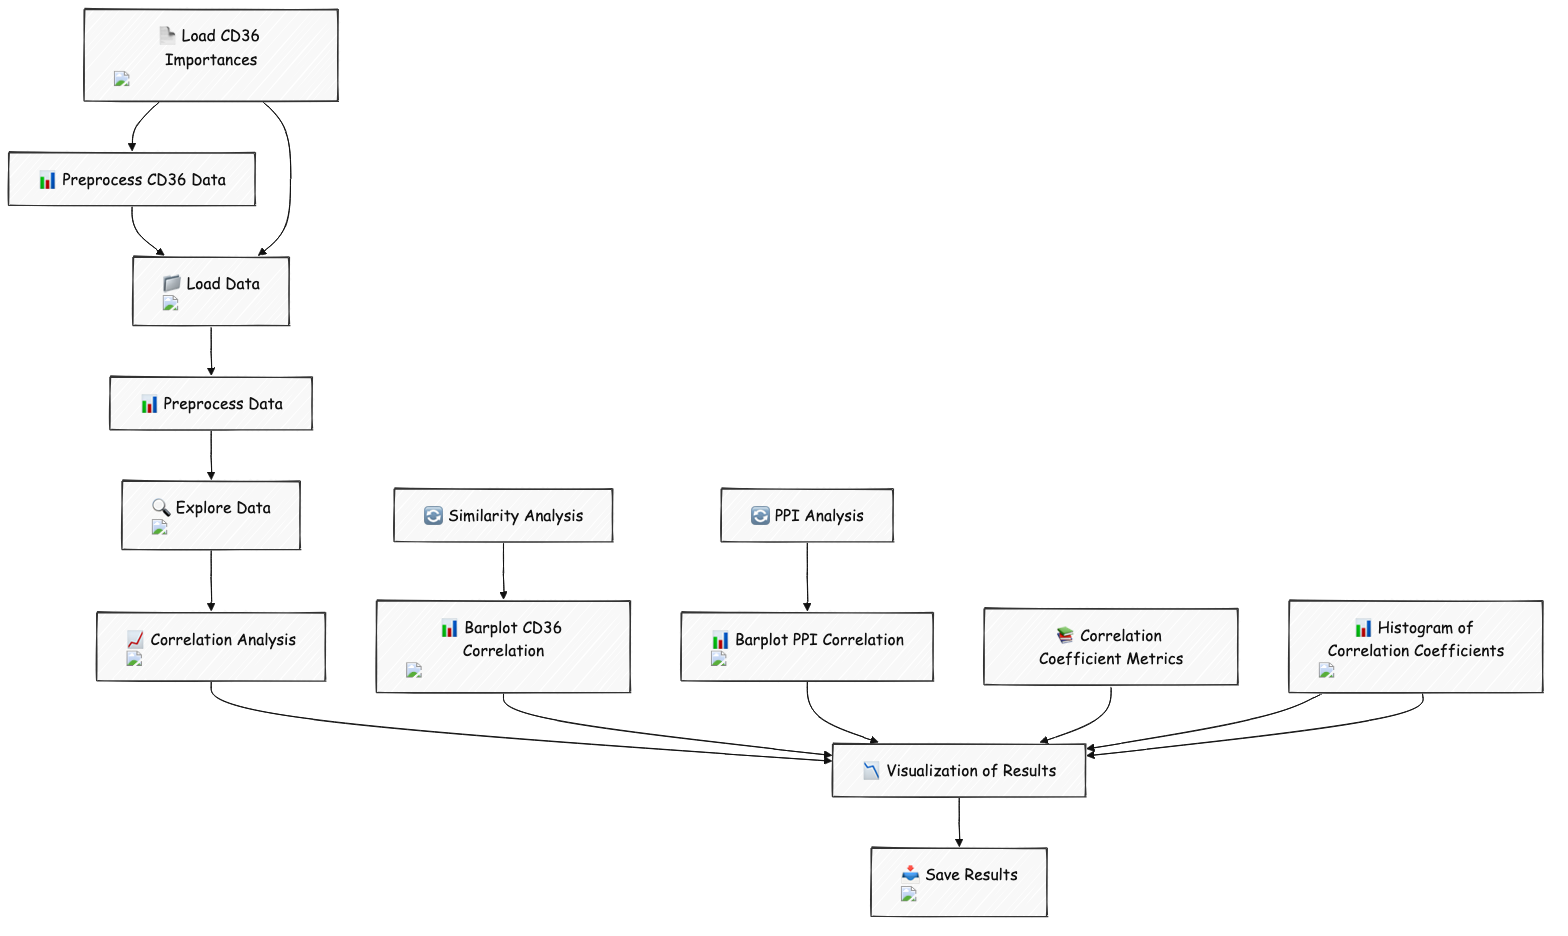 Load CD36
Importances
Preprocess CD36 Data
Load Data
Preprocess Data
Explore Data
Similarity Analysis
PPI Analysis
Correlation Analysis
Barplot CD36
Correlation
Barplot PPI Correlation
Correlation
Coefficient Metrics
Histogram of
Correlation Coefficients
Visualization of Results
Save Results